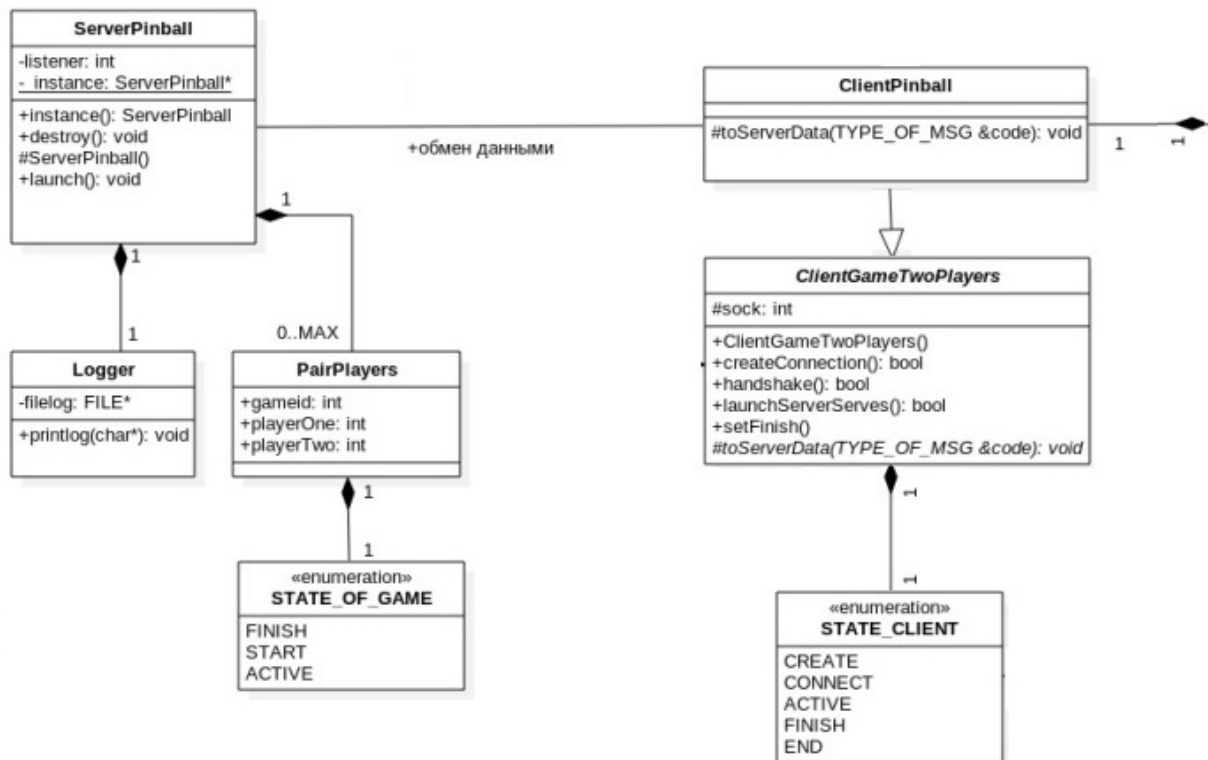 ServerPinball
-listener: int
-_instance: ServerPinball*
+instance(): ServerPinball
+destroy(): void
#ServerPinball()
+launch(): void
1
1
+обмен данными
ClientPinball
#toServerData(TYPE_OF_MSG &code): void
1
1
1
0..MAX
Logger
-filelog: FILE*
+printlog(char*): void
PairPlayers
+gameid: int
+playerOne: int
+playerTwo: int
1
1
«enumeration»
STATE_OF_GAME
FINISH
START
ACTIVE
ClientGameTwoPlayers
#sock: int
+ClientGameTwoPlayers()
+createConnection(): bool
+handshake(): bool
+launchServerServes(): bool
+setFinish()
#toServerData(TYPE_OF_MSG &code): void
1
1
«enumeration»
STATE_CLIENT
CREATE
CONNECT
ACTIVE
FINISH
END